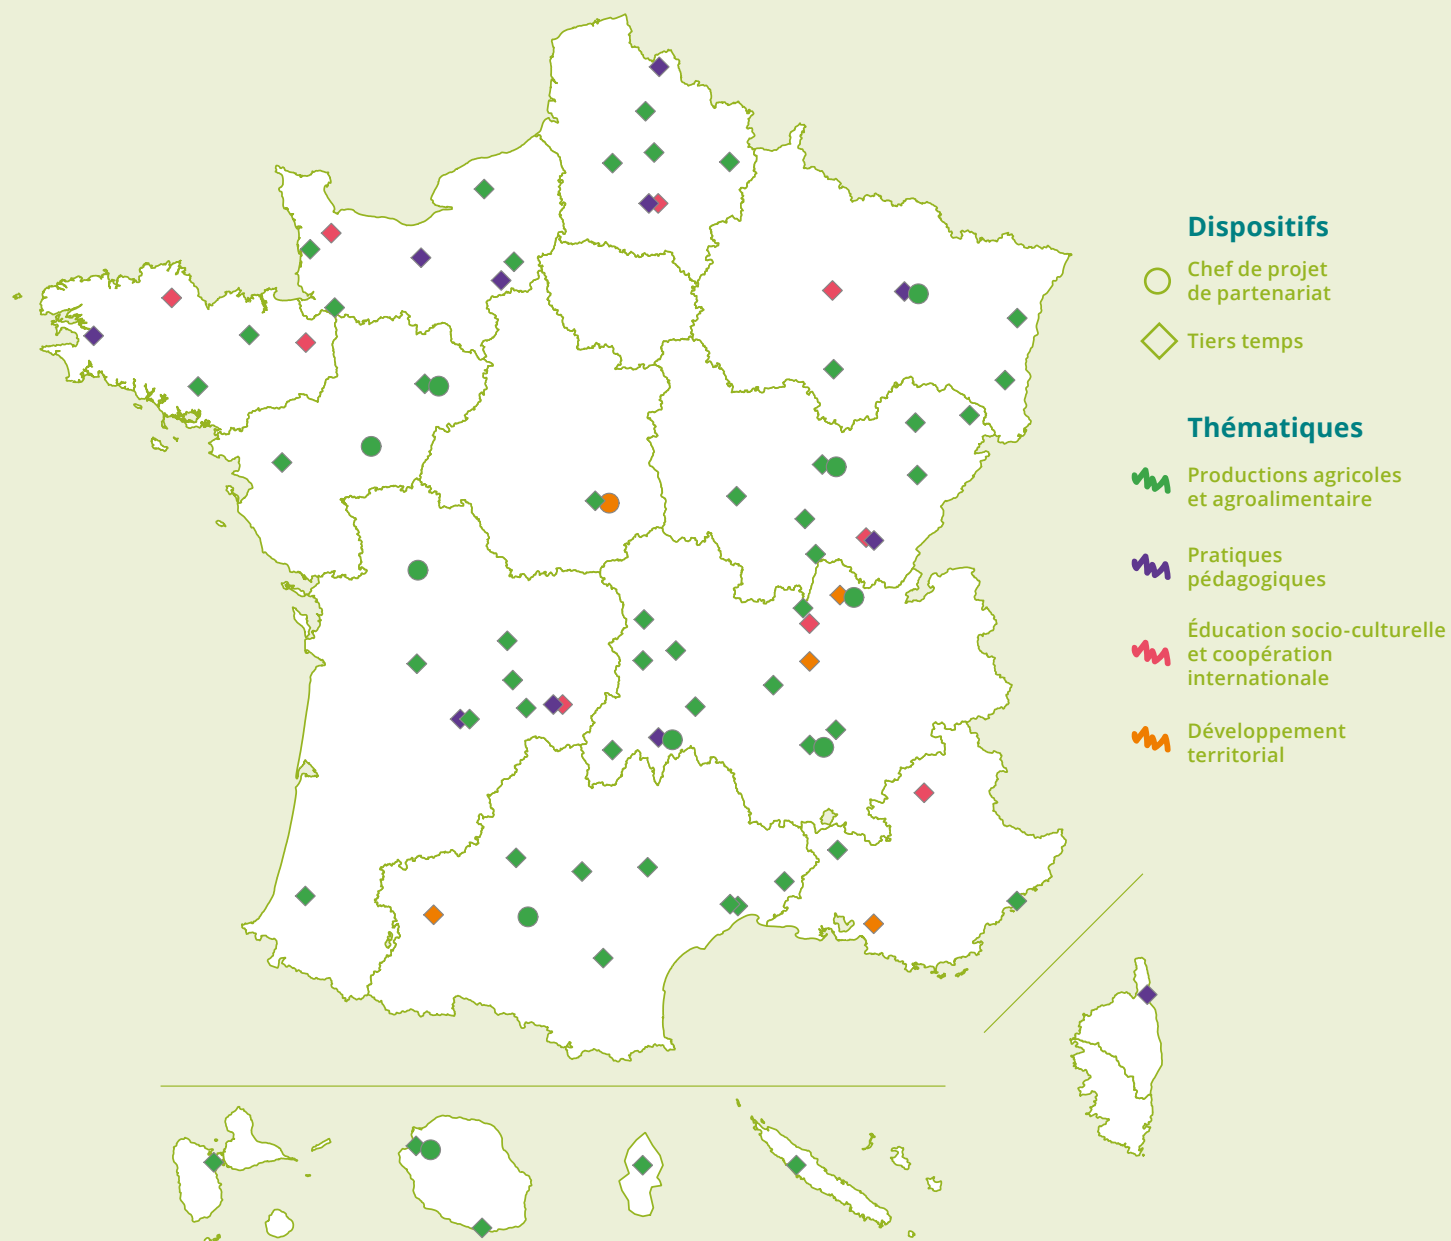 Dispositifs
Chef de projet
de partenariat
Tiers temps
Thématiques
Productions agricoles
et agroalimentaire
Pratiques
pédagogiques
Éducation socio-culturelle
et coopération
internationale
Développement
territorial